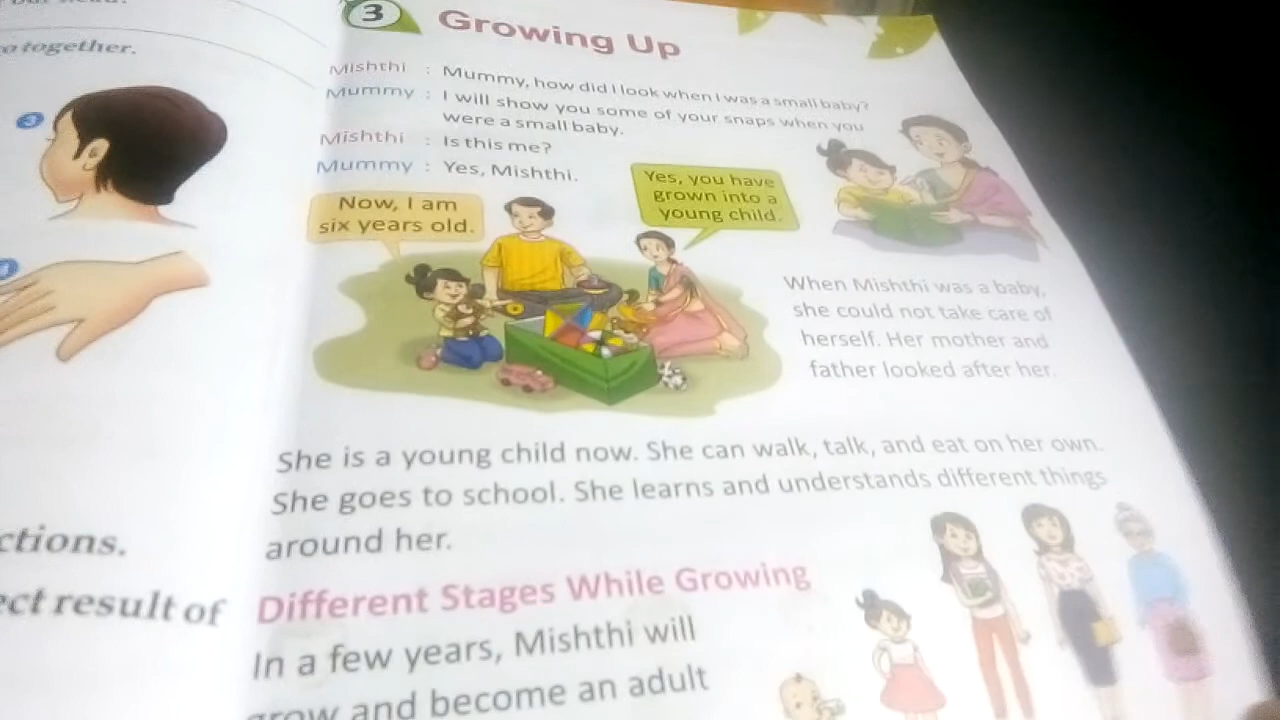 o together.
3
ctions.
ect result of
3 Growing Up
Mishthi : Mummy, how did I look when I was a small baby?
Mummy : I will show you some of your snaps when you
were a small baby.
Mishthi : Is this me?
Mummy : Yes, Mishthi.
Now, I am
six years old.
Yes, you have
grown into a
young child.
When Mishthi was a baby,
she could not take care of
herself. Her mother and
father looked after her.
She is a young child now. She can walk, talk, and eat on her own.
She goes to school. She learns and understands different things
around her.
Different Stages While Growing
In a few years, Mishthi will
grow and become an adult